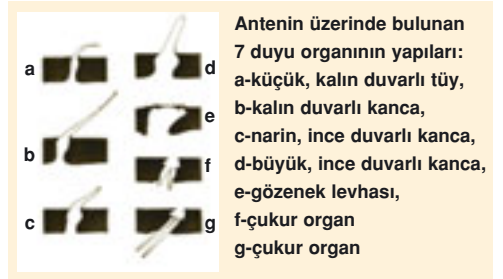 a
b
c
d
e
f
g
Antenin üzerinde bulunan
7 duyu organının yapıları:
a-küçük, kalın duvarlı tüy,
b-kalın duvarlı kanca,
c-narin, ince duvarlı kanca,
d-büyük, ince duvarlı kanca,
e-gözenek levhası,
f-çukur organ
g-çukur organ